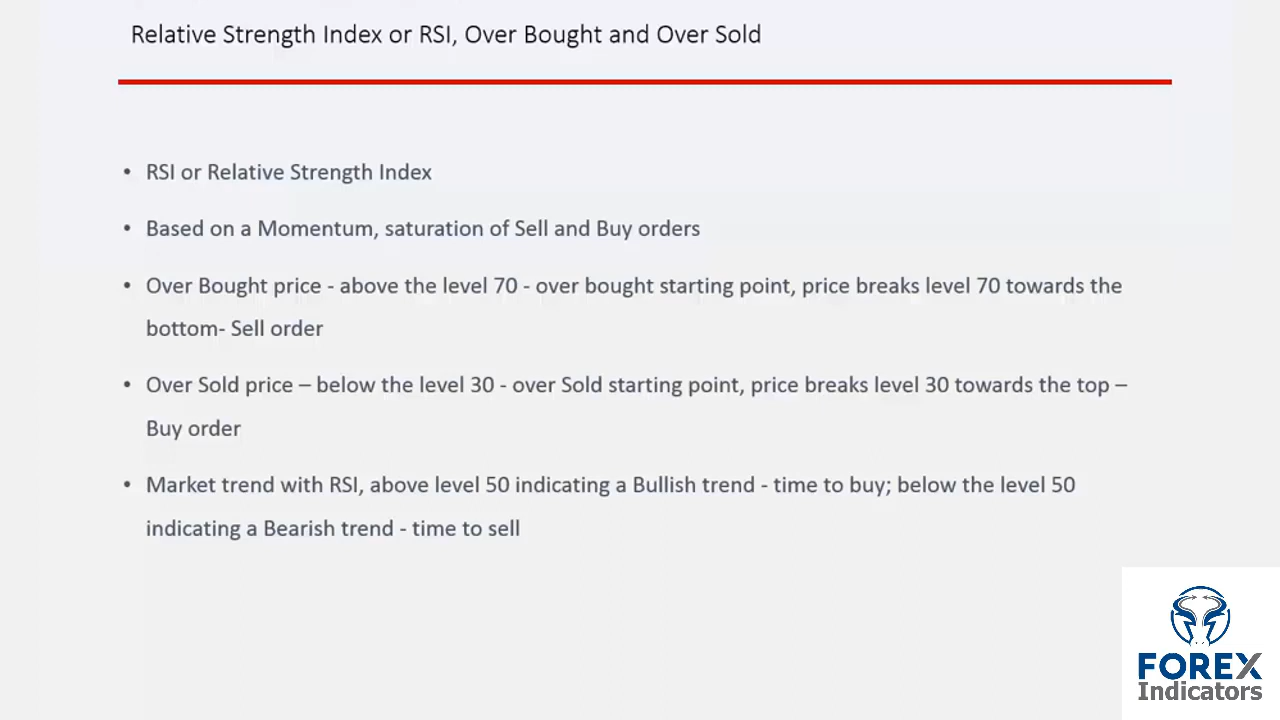 Relative Strength Index or RSI, Over Bought and Over Sold
• RSI or Relative Strength Index
• Based on a Momentum, saturation of Sell and Buy orders
• Over Bought price - above the level 70 - over bought starting point, price breaks level 70 towards the
bottom- Sell order
• Over Sold price – below the level 30 - over Sold starting point, price breaks level 30 towards the top –
Buy order
• Market trend with RSI, above level 50 indicating a Bullish trend - time to buy; below the level 50
indicating a Bearish trend - time to sell
FOREX
Indicators